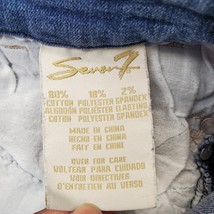 Seven7
80% 18% 2%
COTTON POLYESTER SPANDEX
ALGODON POLIESTER ELASTINO
COTON POLYESTER SPANDEX
MADE IN CHINA
HECHO EN CHINA
FAIT EN CHINE
OVER FOR CARE
VOLTEAR PARA CUIDADO
VOIR DIRECTIVES
D'ENTRETIEN AU VERSO